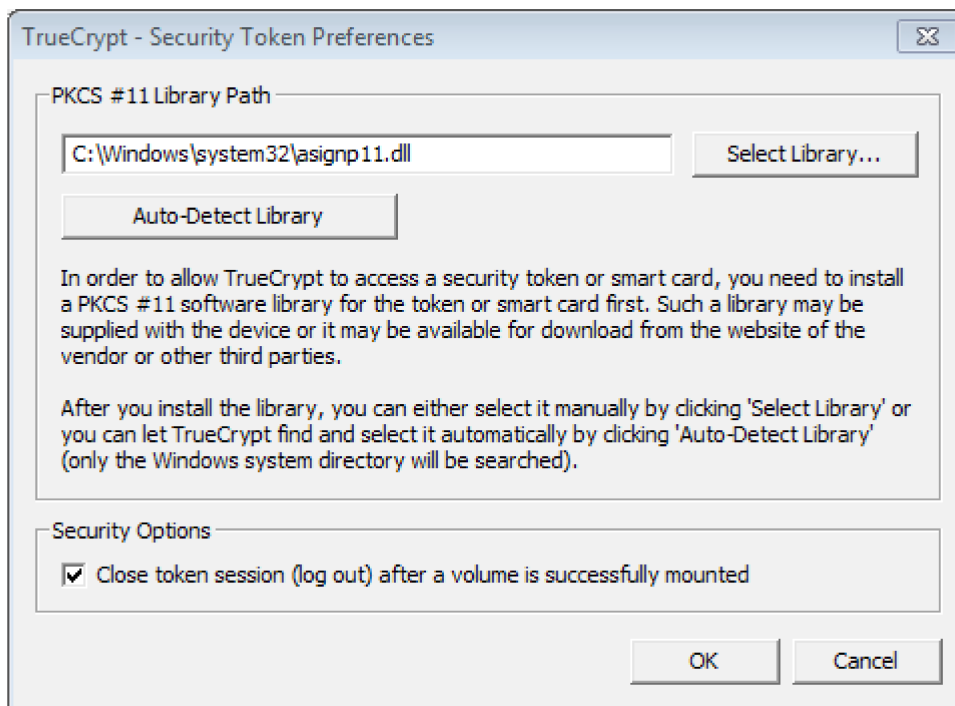 TrueCrypt - Security Token Preferences
PKCS #11 Library Path
C:\Windows\system32\asignp11.dll
Select Library...
Auto-Detect Library
In order to allow TrueCrypt to access a security token or smart card, you need to install
a PKCS #11 software library for the token or smart card first. Such a library may be
supplied with the device or it may be available for download from the website of the
vendor or other third parties.
After you install the library, you can either select it manually by clicking 'Select Library' or
you can let TrueCrypt find and select it automatically by clicking 'Auto-Detect Library'
(only the Windows system directory will be searched).
Security Options
Close token session (log out) after a volume is successfully mounted
OK
Cancel